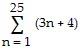 25
∑ (3n + 4)
n = 1